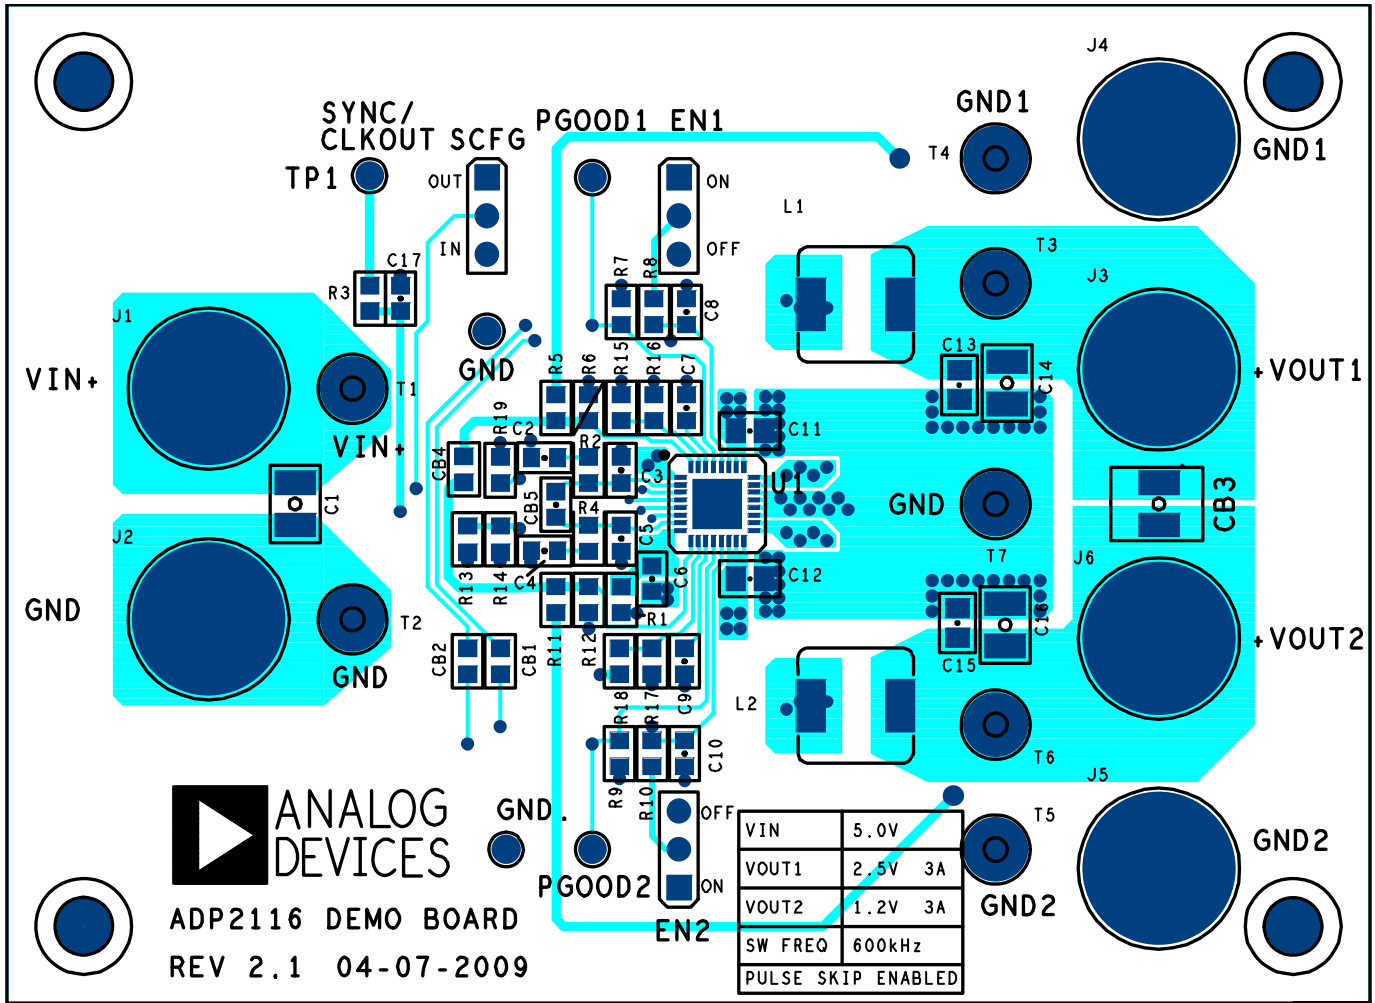 J4
SYNC/
CLKOUT
SCFG
PGOOD1
EN1
GND1
GND1
T4
TP1
OUT
ON
L1
IN
OFF
T3
C17
R3
R7
R8
C8
J3
J1
GND
VIN+
T1
R5
R6
R15
R16
C7
C13
C14
+VOUT1
VIN+
R19
C2
R2
C11
CB4
C3
U1
C1
CB5
R4
GND
CB3
J2
C5
T7
J6
R13
R14
C4
C6
C12
GND
T2
R1
C16
+VOUT2
R11
R12
CB2
CB1
C15
GND
R18
R17
C9
L2
T6
C10
J5
R9
R10
ANALOG
DEVICES
GND.
OFF
T5
VIN 5.0V
VOUT1 2.5V 3A
VOUT2 1.2V 3A
SW FREQ 600kHz
PULSE SKIP ENABLED
GND2
PGOOD2
ON
GND2
EN2
ADP2116 DEMO BOARD
REV 2.1 04-07-2009